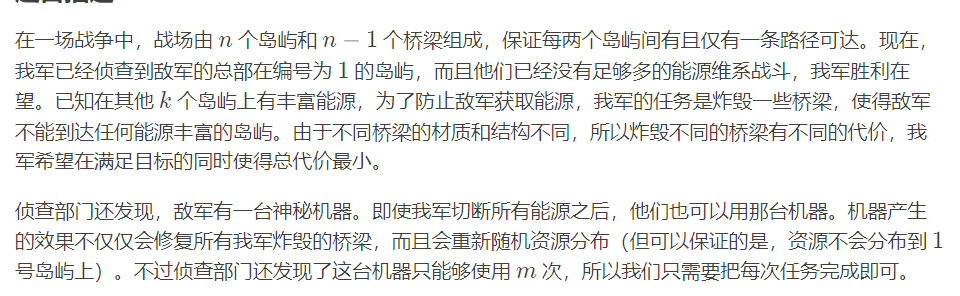 在一场战争中，战场由 n 个岛屿和 n − 1 个桥梁组成，保证每两个岛屿间有且仅有一条路径可达。现在，
我军已经侦查到敌军的总部在编号为 1 的岛屿，而且他们已经没有足够多的能源维系战斗，我军胜利在
望。已知在其他 k 个岛屿上有丰富能源，为了防止敌军获取能源，我军的任务是炸毁一些桥梁，使得敌军
不能到达任何能源丰富的岛屿。由于不同桥梁的材质和结构不同，所以炸毁不同的桥梁有不同的代价，我
军希望在满足目标的同时使得总代价最小。
侦查部门还发现，敌军有一台神秘机器。即使我军切断所有能源之后，他们也可以用那台机器。机器产生
的效果不仅仅会修复所有我军炸毁的桥梁，而且会重新随机资源分布（但可以保证的是，资源不会分布到 1
号岛屿上）。不过侦查部门还发现了这台机器只能够使用 m 次，所以我们只需要把每次任务完成即可。